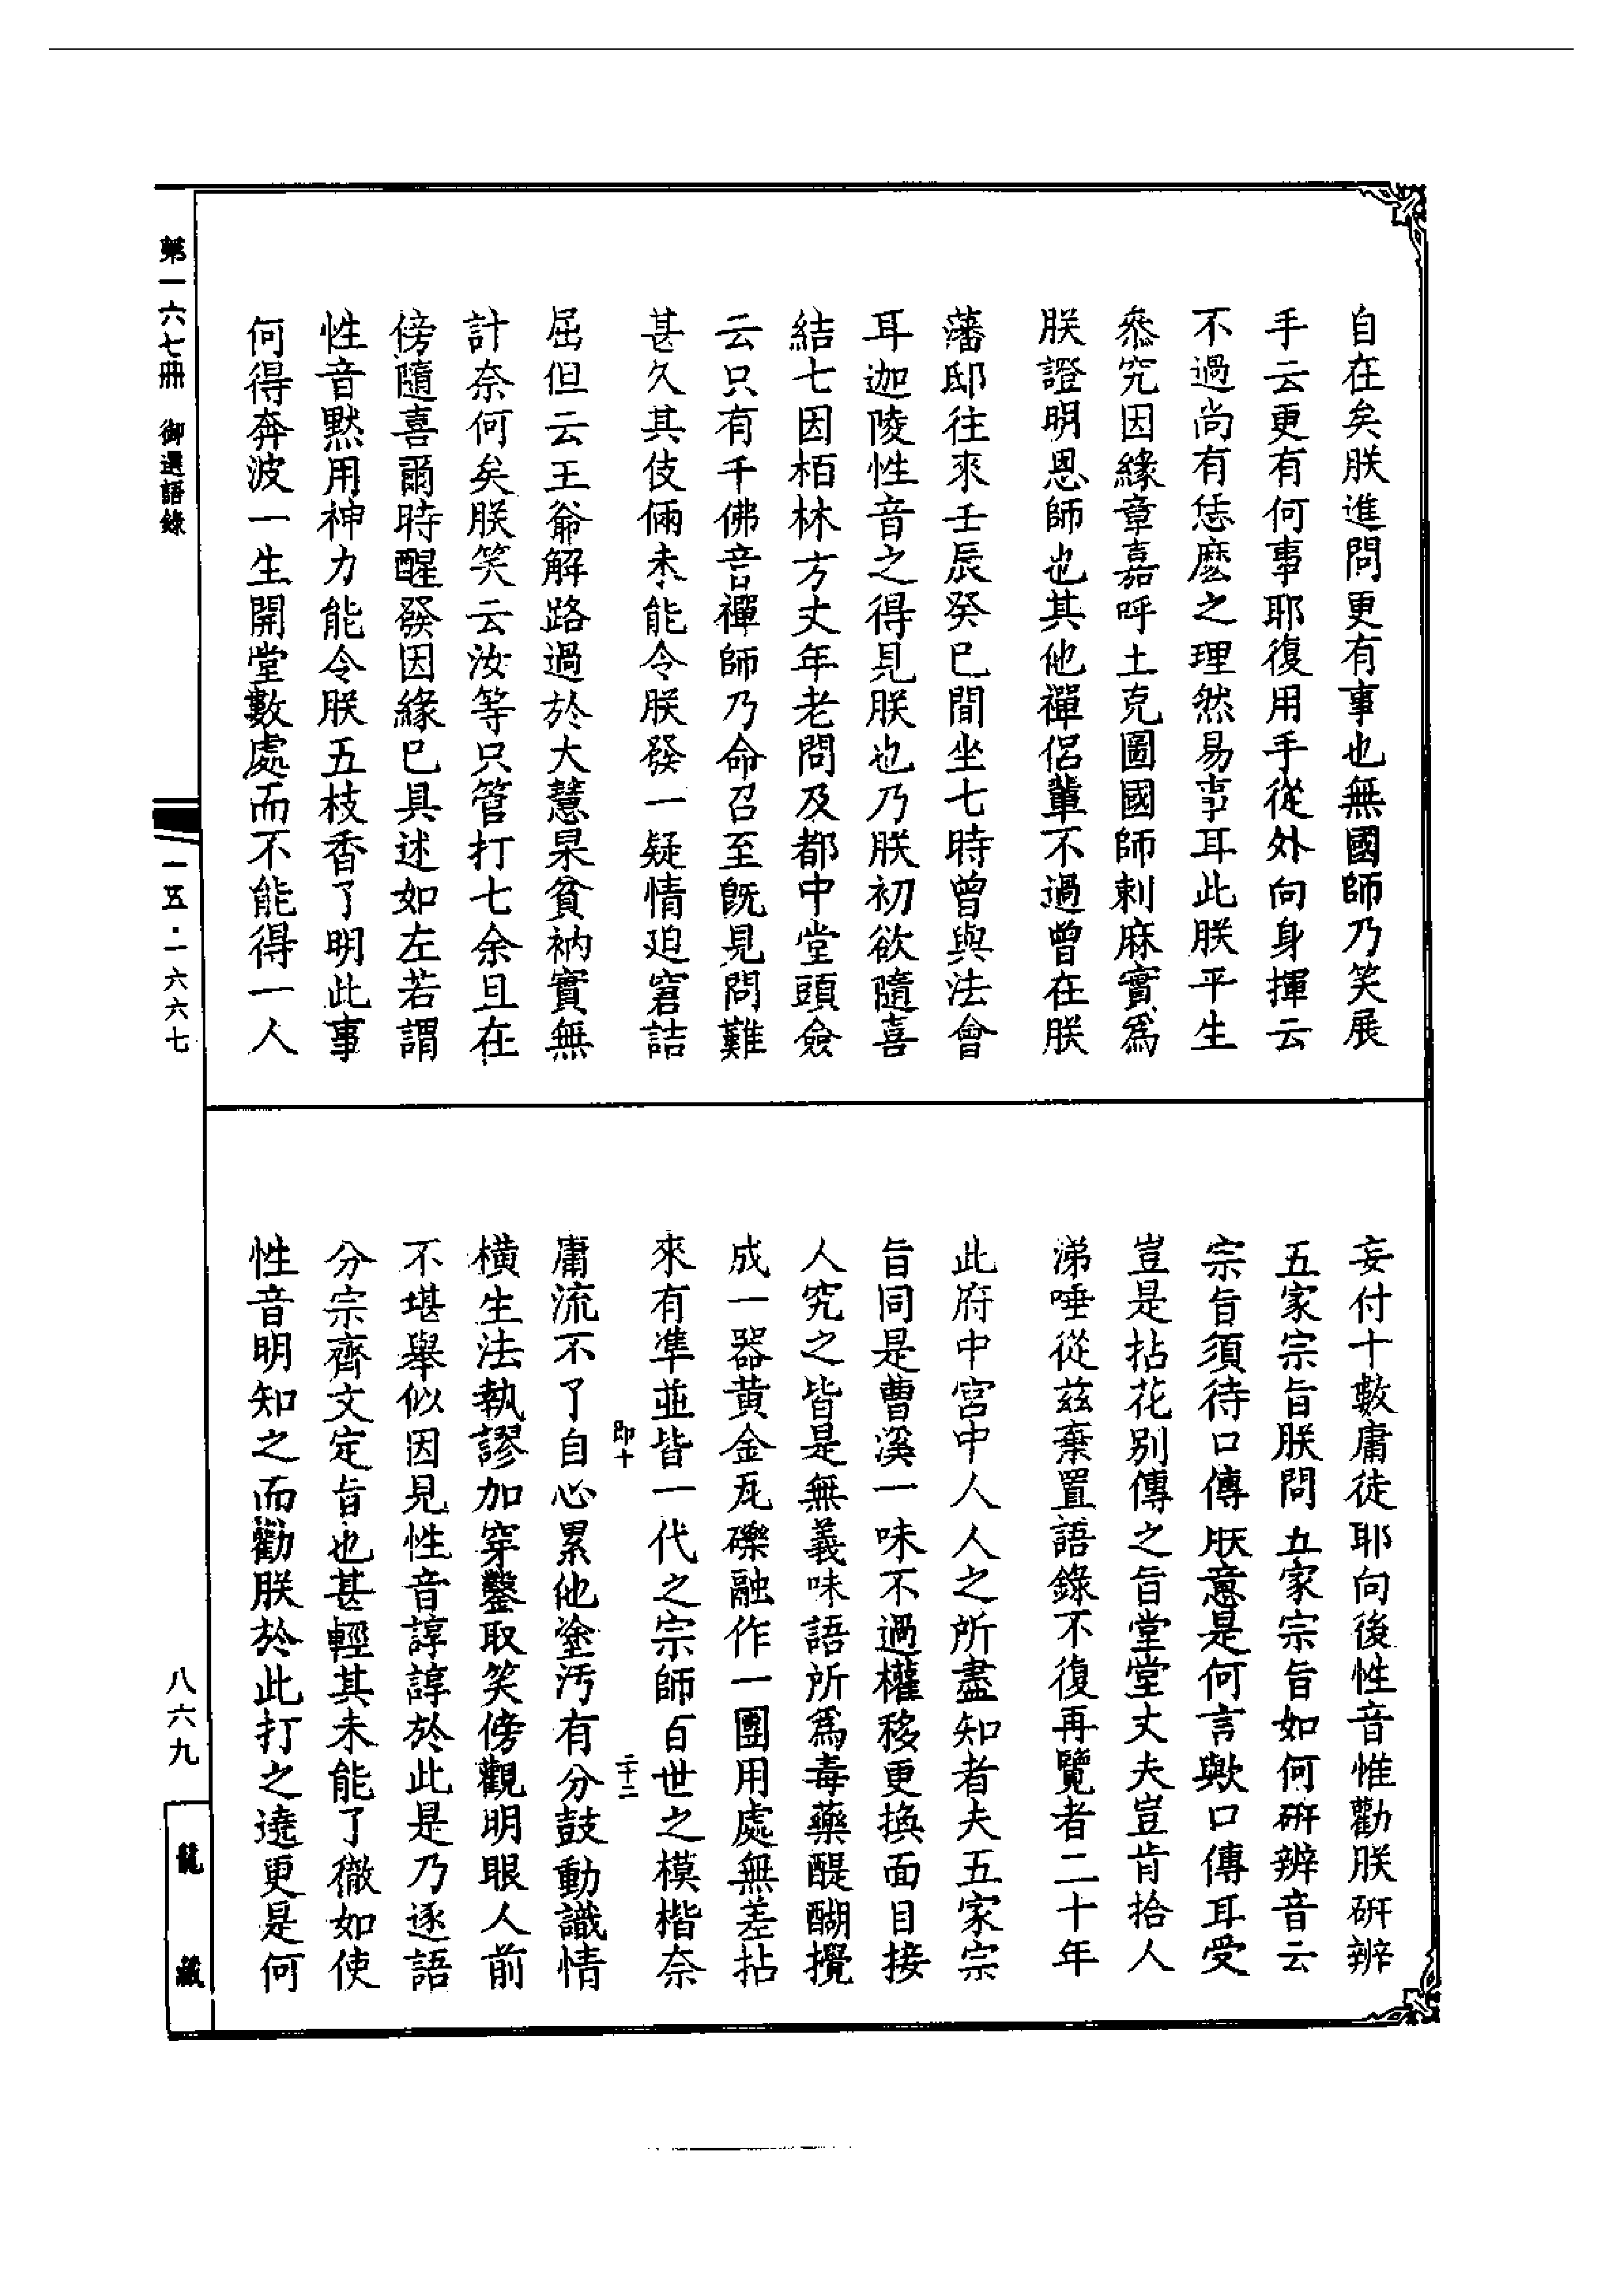 自在矣朕進問更有事也無國師乃笑展
手云更有何事耶復用手從外向身揮云
不過尚有恁麽之理然易事耳此朕平生
叅究因緣章嘉呼土克圖國師剌麻實爲
朕證明恩師也其他禪侶輩不過曾在朕
藩邸往來壬辰癸巳間坐七時曾與法會
耳迦陵性音之得見朕也乃朕初欲隨喜
結七因栢林方丈年老問及都中堂頭僉
云只有千佛音禪師乃命召至旣見問難
甚久其伎倆未能令朕發一疑情迫窘詰
屈但云王爺解路過於大慧杲貧衲實無
計奈何矣朕笑云汝等只管打七余且在
傍隨喜爾時醒發因緣已具述如左若謂
性音黙用神力能令朕五枝香了明此事
何得奔波一生開堂數處而不能得一人
妄付十數庸徒耶向後性音惟勸朕硏辨
五家宗旨朕問五家宗旨如何硏辨音云
宗旨須待口傳朕意是何言歟口傳耳受
豈是拈花别傳之旨堂堂丈夫豈肯拾人
涕唾從兹棄置語錄不復再覽者二十年
此府中宮中人人之所盡知者夫五家宗
旨同是曹溪一味不過權移更換面目接
人究之皆是無義味語所爲毒藥醍醐攪
成一器黄金瓦礫融作一團用處無差拈
來有凖並皆一代之宗師百世之模楷奈
卽十 二十二
庸流不了自心累他塗污有分鼓動識情
橫生法執謬加穿鑿取笑傍觀明眼人前
不堪舉似因見性音諄諄於此是乃逐語
分宗齊文定旨也甚輕其未能了徹如使
性音明知之而勸朕於此打之遶更是何
第一六七冊 御選語錄
一五·一六六七
八六九
龍藏